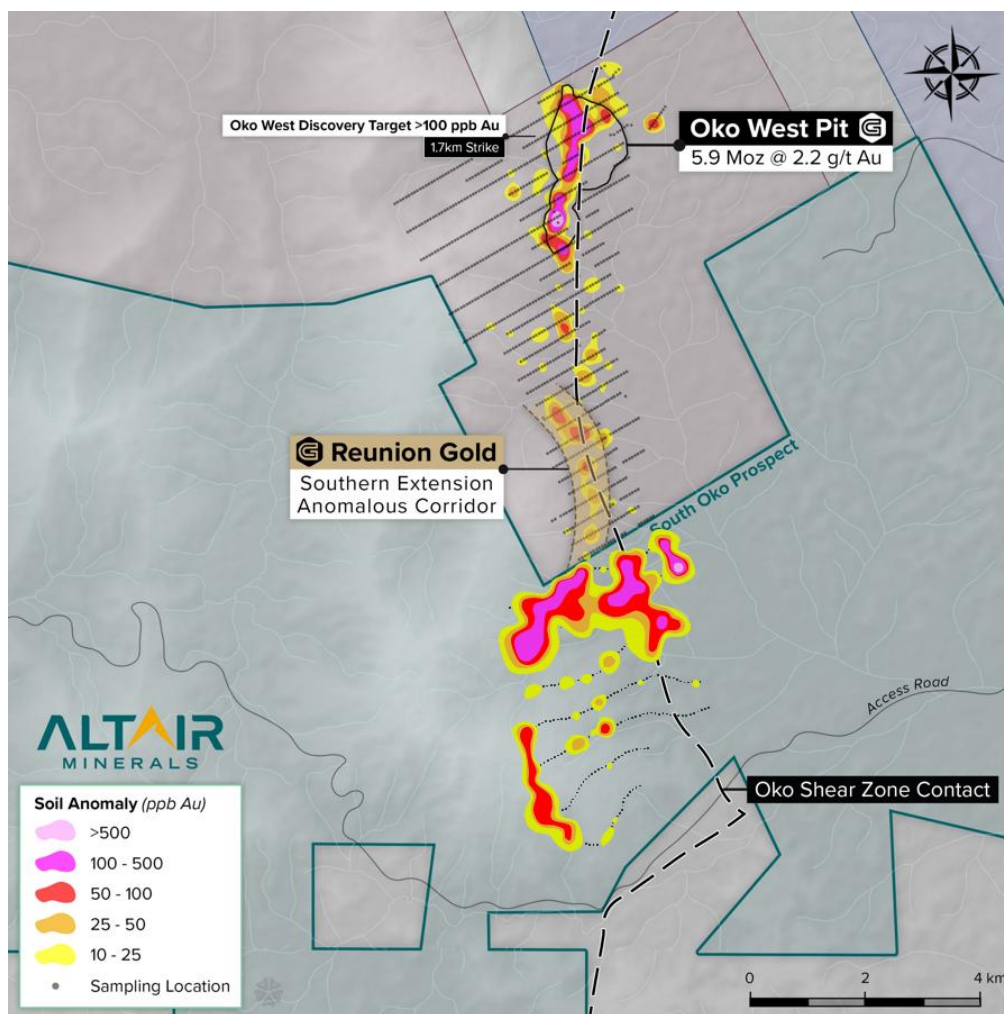 Oko West Discovery Target >100 ppb Au
1.7km Strike
Oko West Pit
5.9 Moz @ 2.2 g/t Au
Reunion Gold
Southern Extension
Anomalous Corridor
South Oko Prospect
Access Road
ALTAIR
MINERALS
Oko Shear Zone Contact
Soil Anomaly (ppb Au)
>500
100 - 500
50 - 100
25 - 50
10 - 25
Sampling Location
0 2 4 km